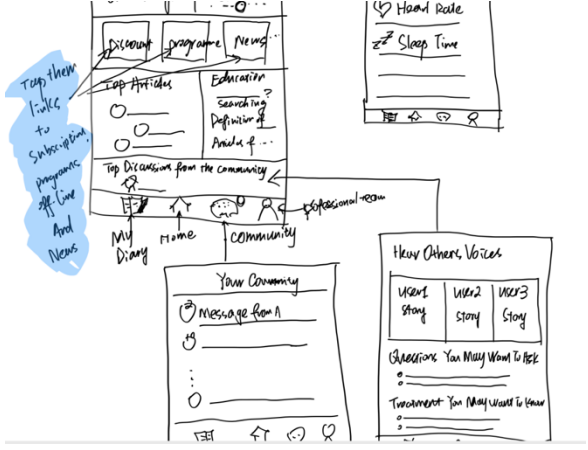 Heart Rate
Sleep Time
Discount
programe
News
Tap them
links
to
Subscription,
programs
off-line
And
News
Top Articles
Education
searching?
Definition of
Articles of ...
Top Discussions from the community
My
Diary
Home
community
professional team
Your Community
Message from A
Hear Others Voices
User1
Story
User2
Story
User3
Story
Questions You May Want To Ask
Treatment You May Want To Know